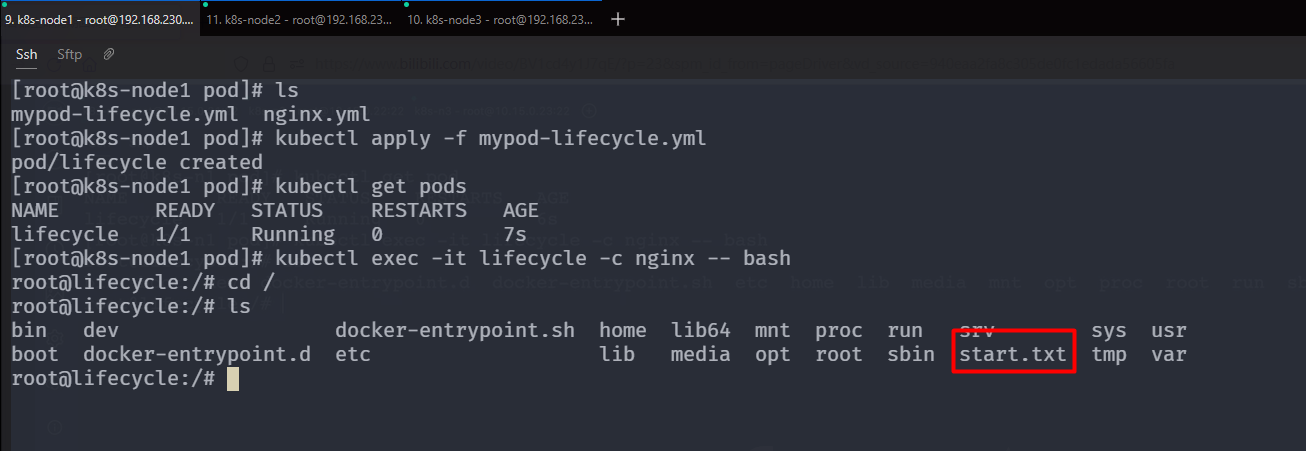 9. k8s-node1 - root@192.168.230.... 11. k8s-node2 - root@192.168.23... 10. k8s-node3 - root@192.168.23... +
Ssh Sftp
[root@k8s-node1 pod]# ls
mypod-lifecycle.yml  nginx.yml
[root@k8s-node1 pod]# kubectl apply -f mypod-lifecycle.yml
pod/lifecycle created
[root@k8s-node1 pod]# kubectl get pods
NAME        READY   STATUS    RESTARTS   AGE
lifecycle   1/1     Running   0          7s
[root@k8s-node1 pod]# kubectl exec -it lifecycle -c nginx -- bash
root@lifecycle:/# cd /
root@lifecycle:/# ls
bin   dev                  docker-entrypoint.sh  home  lib64  mnt  proc  run   srv        sys  usr
boot  docker-entrypoint.d  etc                   lib   media  opt  root  sbin  start.txt  tmp  var
root@lifecycle:/#